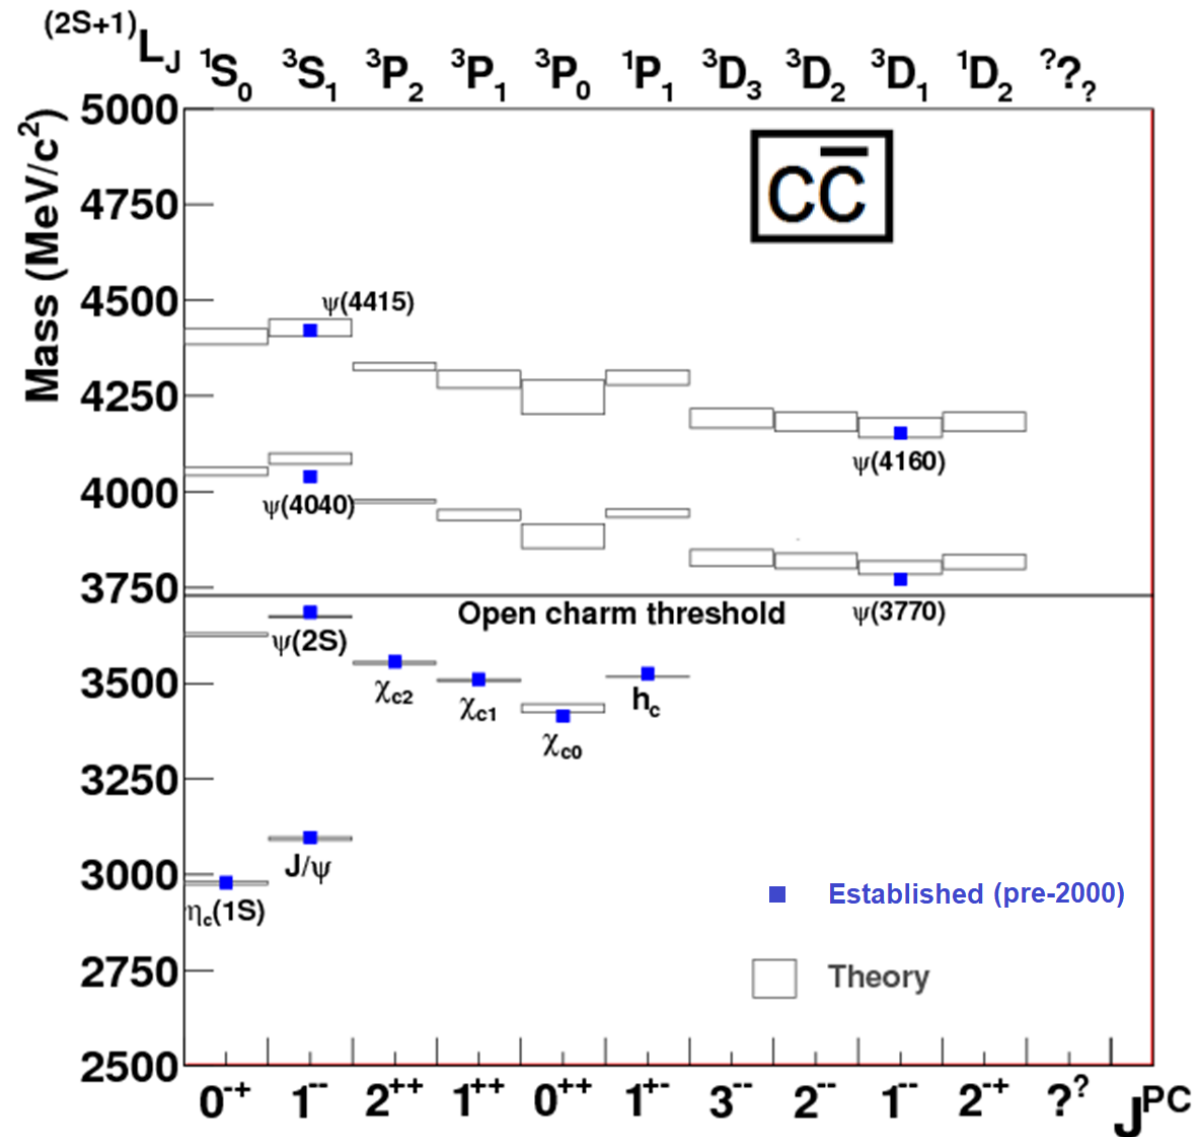 (2S+1)LJ ¹S₀ ³S₁ ³P₂ ³P₁ ³P₀ ¹P₁ ³D₃ ³D₂ ³D₁ ¹D₂ ???
Mass (MeV/c²)
5000
4750
4500
4250
4000
3750
3500
3250
3000
2750
2500
cc̅
ψ(4415)
ψ(4160)
ψ(4040)
Open charm threshold
ψ(3770)
ψ(2S)
χc2
χc1
hc
χc0
J/ψ
ηc(1S)
Established (pre-2000)
Theory
0⁻⁺ 1⁻⁻ 2⁺⁺ 1⁺⁺ 0⁺⁺ 1⁺⁻ 3⁻⁻ 2⁻⁻ 1⁻⁻ 2⁻⁺ ?? Jᴾᶜ